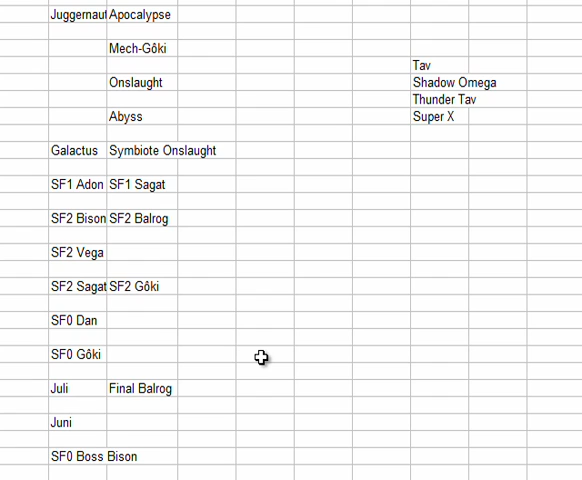 Juggernaut Apocalypse
Mech-Gôki
Tav
Onslaught Shadow Omega
Thunder Tav
Abyss Super X
Galactus Symbiote Onslaught
SF1 Adon SF1 Sagat
SF2 Bison SF2 Balrog
SF2 Vega
SF2 Sagat SF2 Gôki
SF0 Dan
SF0 Gôki
Juli Final Balrog
Juni
SF0 Boss Bison